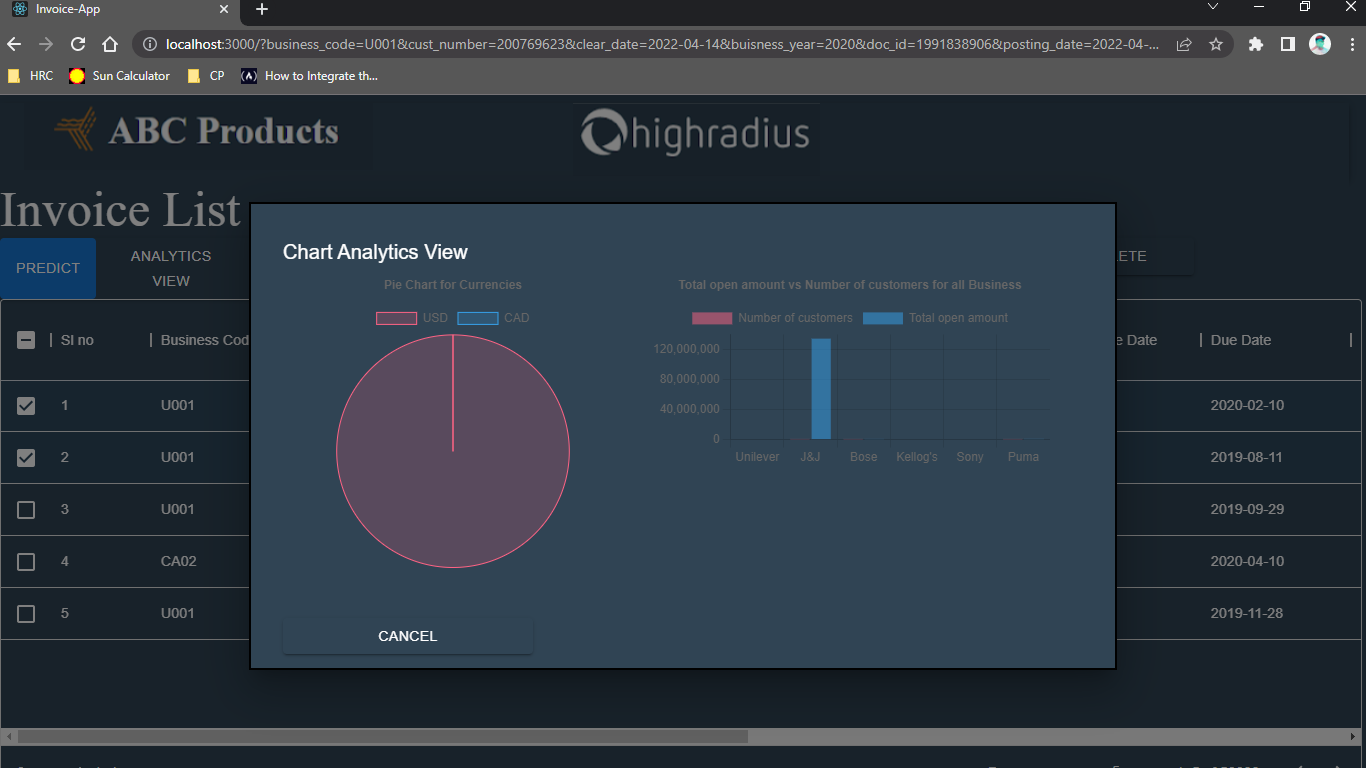 Invoice-App
localhost:3000/?business_code=U001&cust_number=200769623&clear_date=2022-04-14&buisness_year=2020&doc_id=1991838906&posting_date=2022-04-...
HRC Sun Calculator CP How to Integrate th...
ABC Products highradius
Invoice List
PREDICT ANALYTICS VIEW ETE
Sl no Business Cod e Date Due Date
1 U001 2020-02-10
2 U001 2019-08-11
3 U001 2019-09-29
4 CA02 2020-04-10
5 U001 2019-11-28
Chart Analytics View
Pie Chart for Currencies
USD CAD
Total open amount vs Number of customers for all Business
Number of customers Total open amount
120,000,000
80,000,000
40,000,000
0
Unilever J&J Bose Kellog's Sony Puma
CANCEL